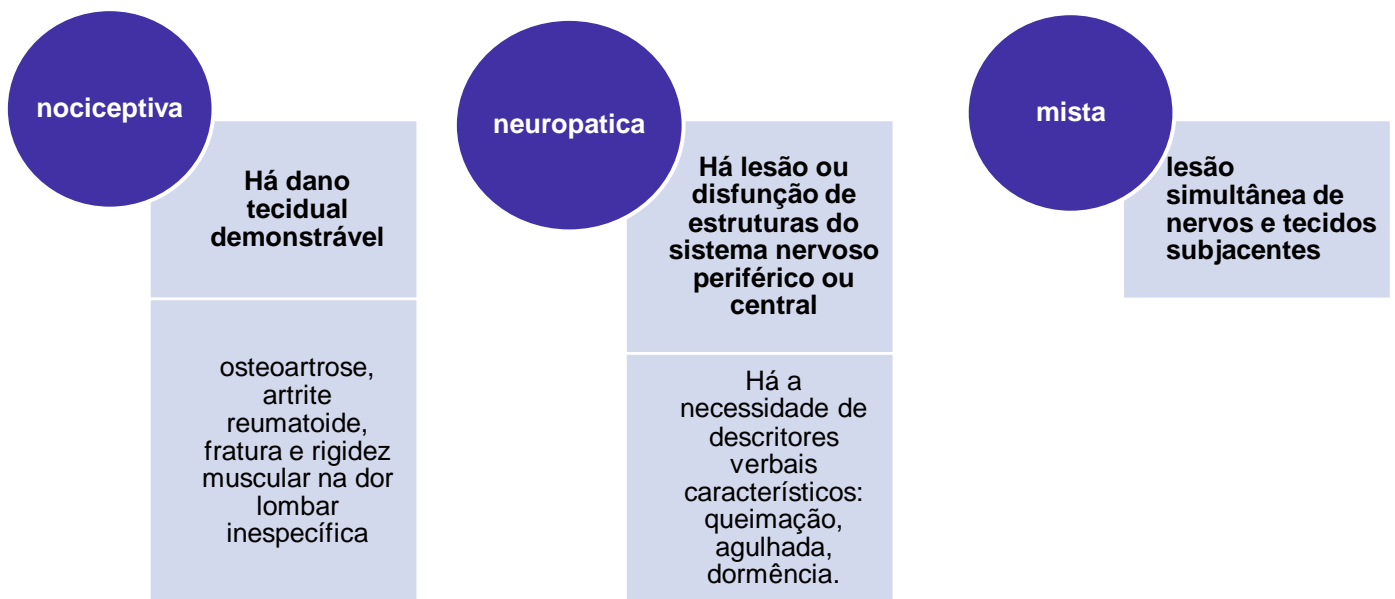 nociceptiva
Há dano
tecidual
demonstrável
osteoartrose,
artrite
reumatoide,
fratura e rigidez
muscular na dor
lombar
inespecífica
neuropatica
Há lesão ou
disfunção de
estruturas do
sistema nervoso
periférico ou
central
Há a
necessidade de
descritores
verbais
característicos:
queimação,
agulhada,
dormência.
mista
lesão
simultânea de
nervos e tecidos
subjacentes